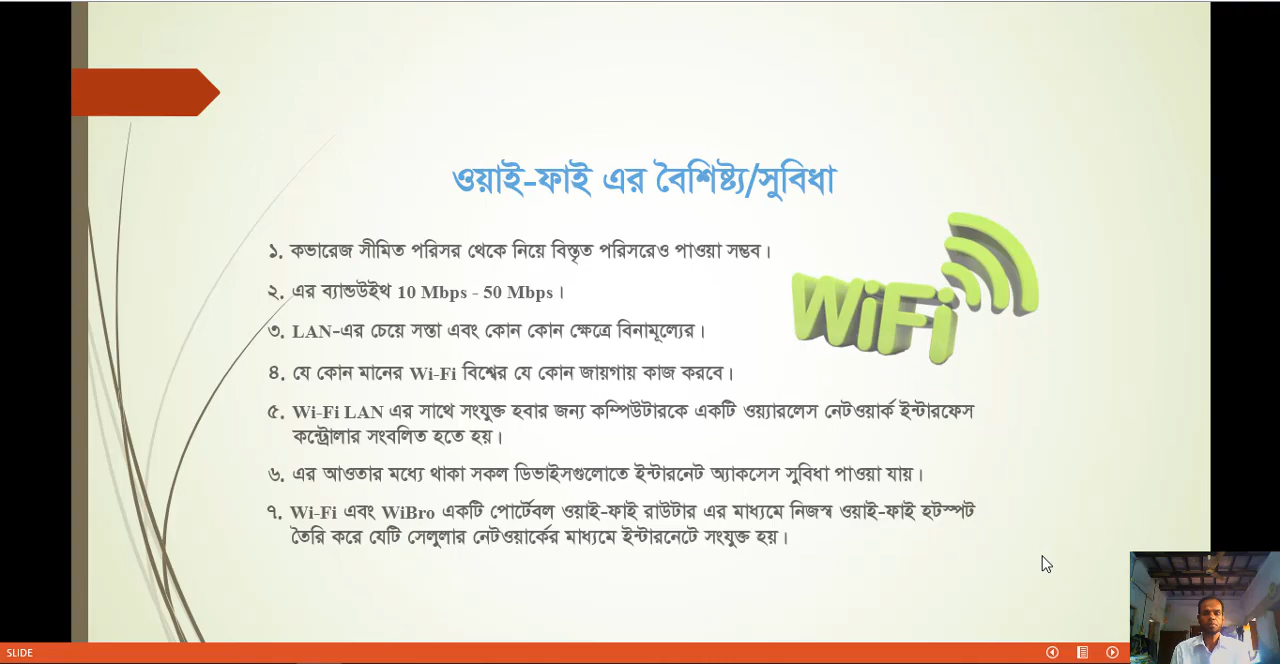 ওয়াই-ফাই এর বৈশিষ্ট্য/সুবিধা
১. কভারেজ সীমিত পরিসর থেকে নিয়ে বিস্তৃত পরিসরেও পাওয়া সম্ভব।
২. এর ব্যান্ডউইথ 10 Mbps - 50 Mbps।
৩. LAN-এর চেয়ে সস্তা এবং কোন কোন ক্ষেত্রে বিনামূল্যের।
৪. যে কোন মানের Wi-Fi বিশ্বের যে কোন জায়গায় কাজ করবে।
৫. Wi-Fi LAN এর সাথে সংযুক্ত হবার জন্য কম্পিউটারকে একটি ওয়্যারলেস নেটওয়ার্ক ইন্টারফেস
কন্ট্রোলার সংবলিত হতে হয়।
৬. এর আওতার মধ্যে থাকা সকল ডিভাইসগুলোতে ইন্টারনেট অ্যাকসেস সুবিধা পাওয়া যায়।
৭. Wi-Fi এবং WiBro একটি পোর্টেবল ওয়াই-ফাই রাউটার এর মাধ্যমে নিজস্ব ওয়াই-ফাই হটস্পট
তৈরি করে যেটি সেলুলার নেটওয়ার্কের মাধ্যমে ইন্টারনেটে সংযুক্ত হয়।
WiFi
SLIDE